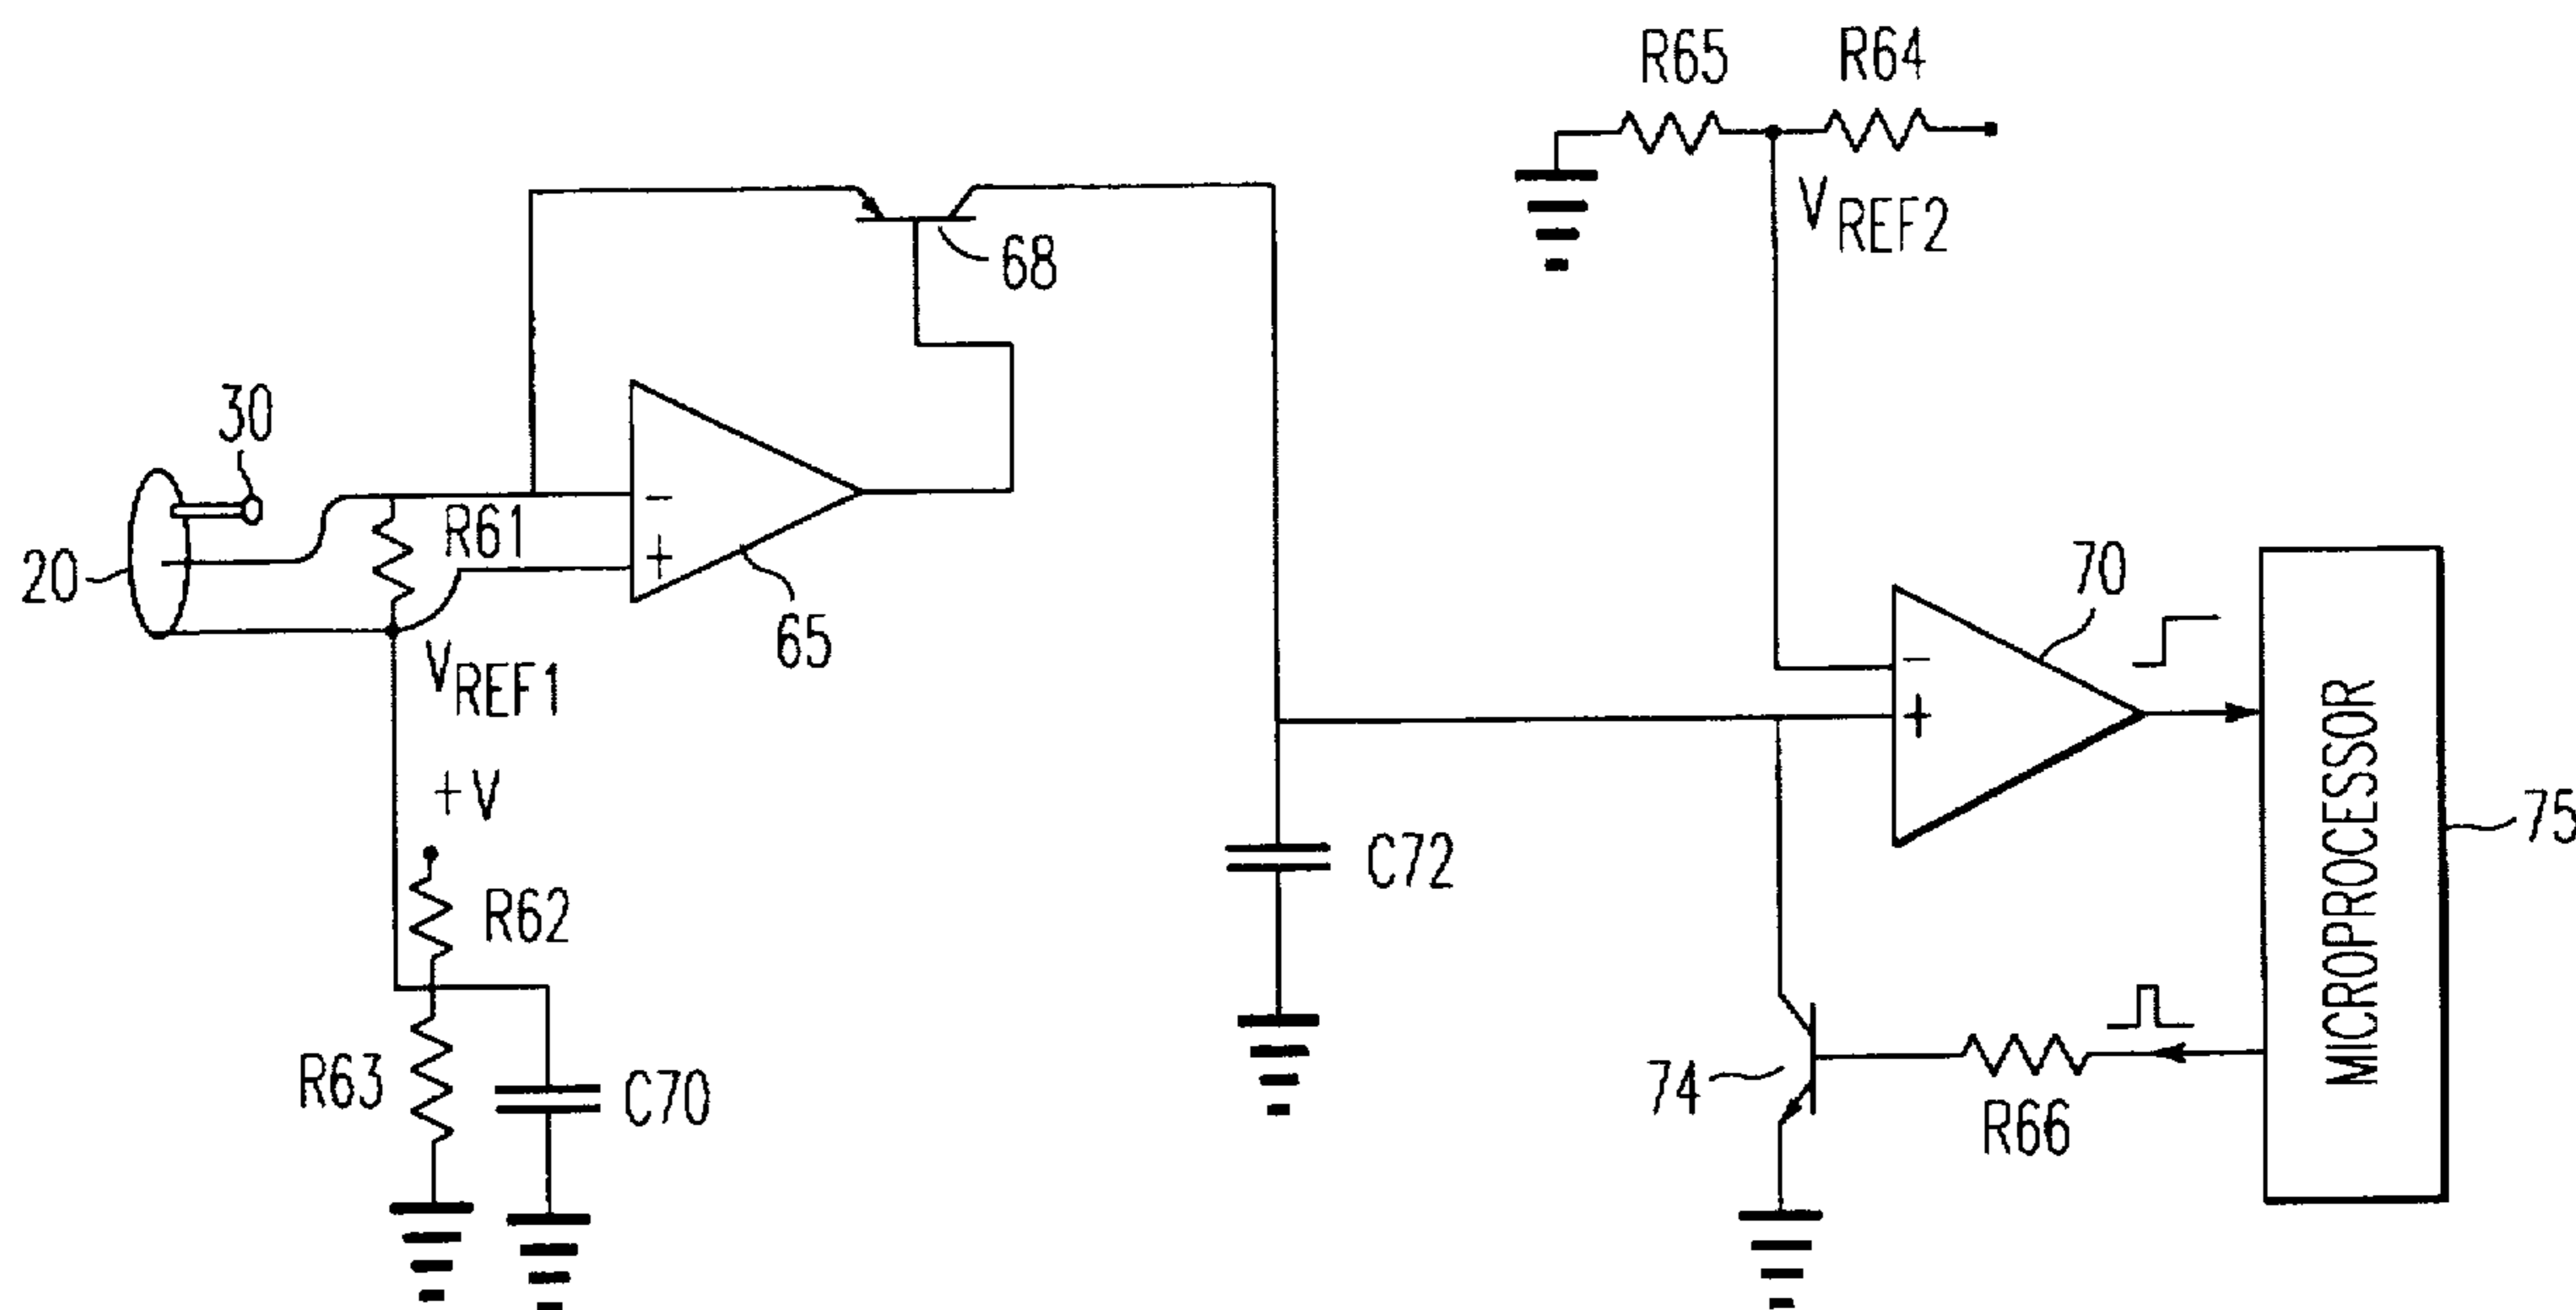 R65
R64
V REF2
68
30
20
R61
-
+
65
V REF1
+V
R62
R63
C70
C72
-
+
70
MICROPROCESSOR
75
74
R66